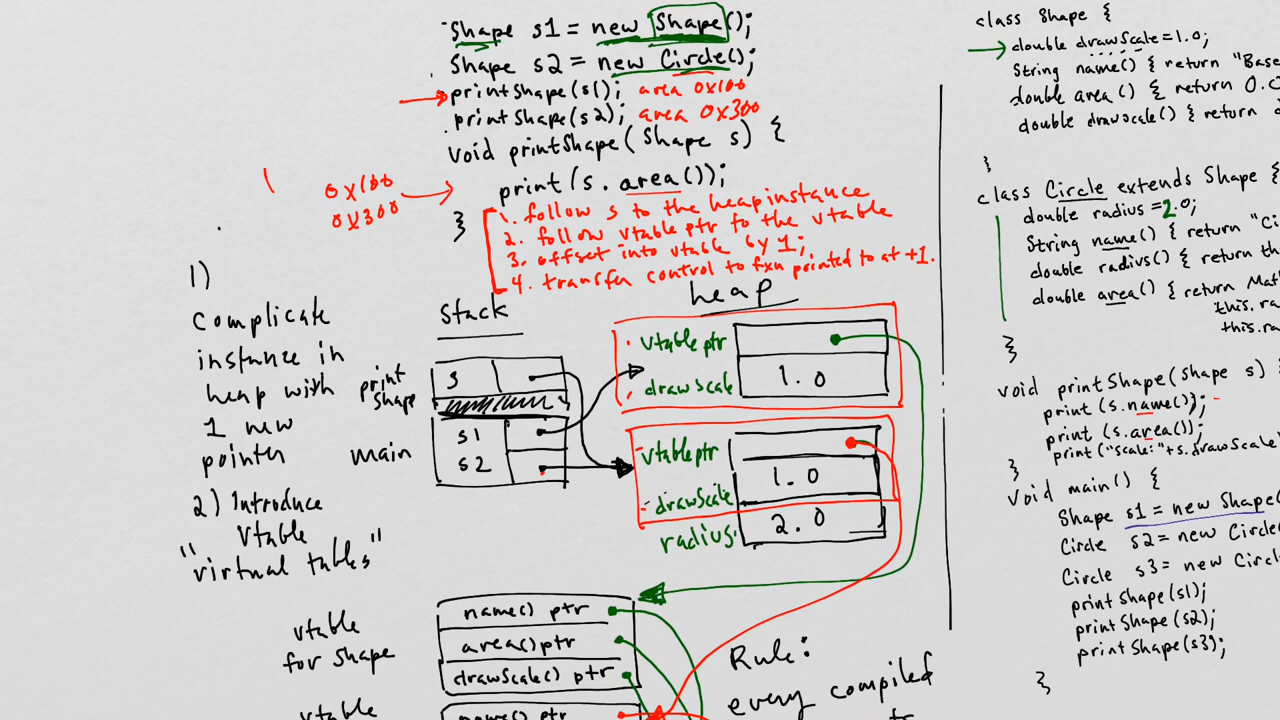 Shape s1 = new Shape();
Shape s2 = new Circle();
printShape(s1); area 0x100
printShape(s2); area 0x300
void printShape(Shape s) {
print(s.area());
}
0x100
0x300
1. follow s to the heap instance
2. follow vtable ptr to the vtable
3. offset into vtable by 1;
4. transfer control to fxn pointed to at +1.
1)
Complicate
instance in
heap with
1 new
pointer
2) Introduce
vtable
"virtual tables"
Stack
print
shape
s
main
s1
s2
heap
vtable ptr
drawScale
1.0
vtable ptr
drawScale
radius
1.0
2.0
vtable
for Shape
name() ptr
area() ptr
drawScale() ptr
vtable
name() ptr
Rule:
every compiled
class Shape {
double drawScale = 1.0;
String name() { return "Base
double area() { return 0.
double drawScale() { return
}
class Circle extends Shape {
double radius = 2.0;
String name() { return "Ci
double radius() { return th
double area() { return Mat
this.ra
this.ra
}
void printShape(Shape s) {
print (s.name());
print (s.area());
print ("scale: "+s.drawScale
}
void main() {
Shape s1 = new Shape(
Circle s2 = new Circle
Circle s3 = new Circl
printShape(s1);
printShape(s2);
printShape(s3);
}